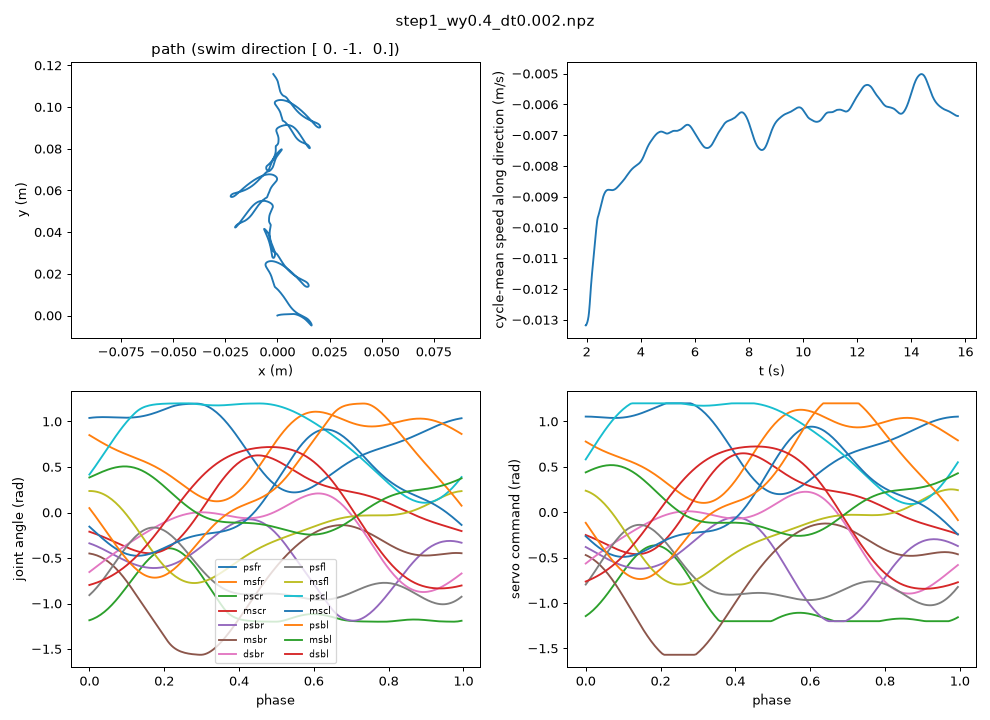 step1_wy0.4_dt0.002.npz
path (swim direction [ 0. -1.  0.])
0.12
0.10
0.08
0.06
0.04
0.02
0.00
y (m)
−0.075
−0.050
−0.025
0.000
0.025
0.050
0.075
x (m)
−0.005
−0.006
−0.007
−0.008
−0.009
−0.010
−0.011
−0.012
−0.013
cycle-mean speed along direction (m/s)
2
4
6
8
10
12
14
16
t (s)
1.0
0.5
0.0
−0.5
−1.0
−1.5
joint angle (rad)
psfr
msfr
pscr
mscr
psbr
msbr
dsbr
psfl
msfl
pscl
mscl
psbl
msbl
dsbl
0.0
0.2
0.4
0.6
0.8
1.0
phase
1.0
0.5
0.0
−0.5
−1.0
−1.5
servo command (rad)
0.0
0.2
0.4
0.6
0.8
1.0
phase